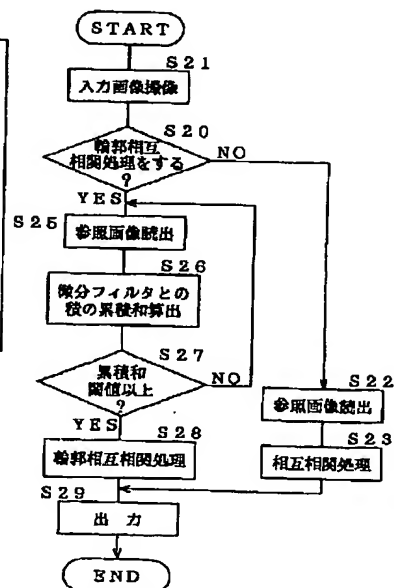 START
S21
入力画像撮像
S20
輪郭相互
相関処理をする
?
NO
YES
S25
参照画像読出
S26
微分フィルタとの
積の累積和算出
S27
累積和
閾値以上
?
NO
YES
S22
参照画像読出
S28
S23
輪郭相互相関処理
相互相関処理
S29
出力
END